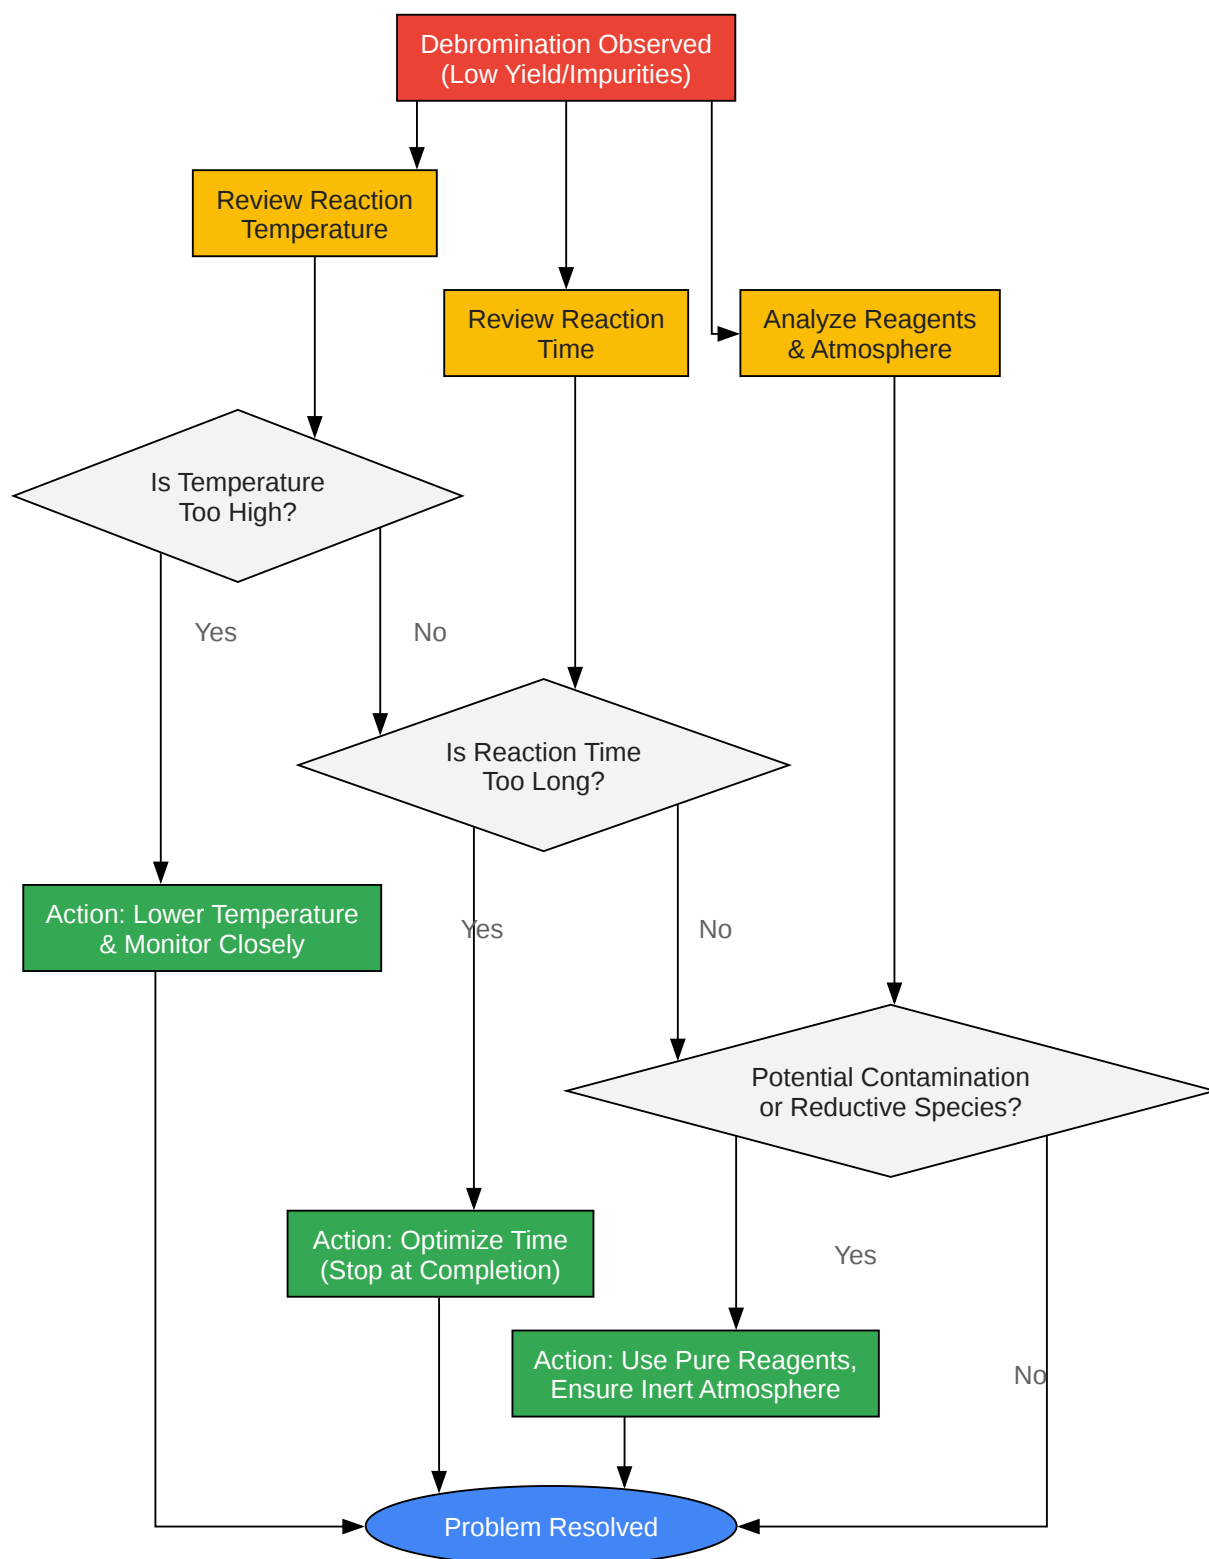 Debromination Observed
(Low Yield/Impurities)
Review Reaction
Temperature
Review Reaction
Time
Analyze Reagents
& Atmosphere
Is Temperature
Too High?
Yes
No
Is Reaction Time
Too Long?
Action: Lower Temperature
& Monitor Closely
Yes
No
Potential Contamination
or Reductive Species?
Action: Optimize Time
(Stop at Completion)
Yes
Action: Use Pure Reagents,
Ensure Inert Atmosphere
No
Problem Resolved